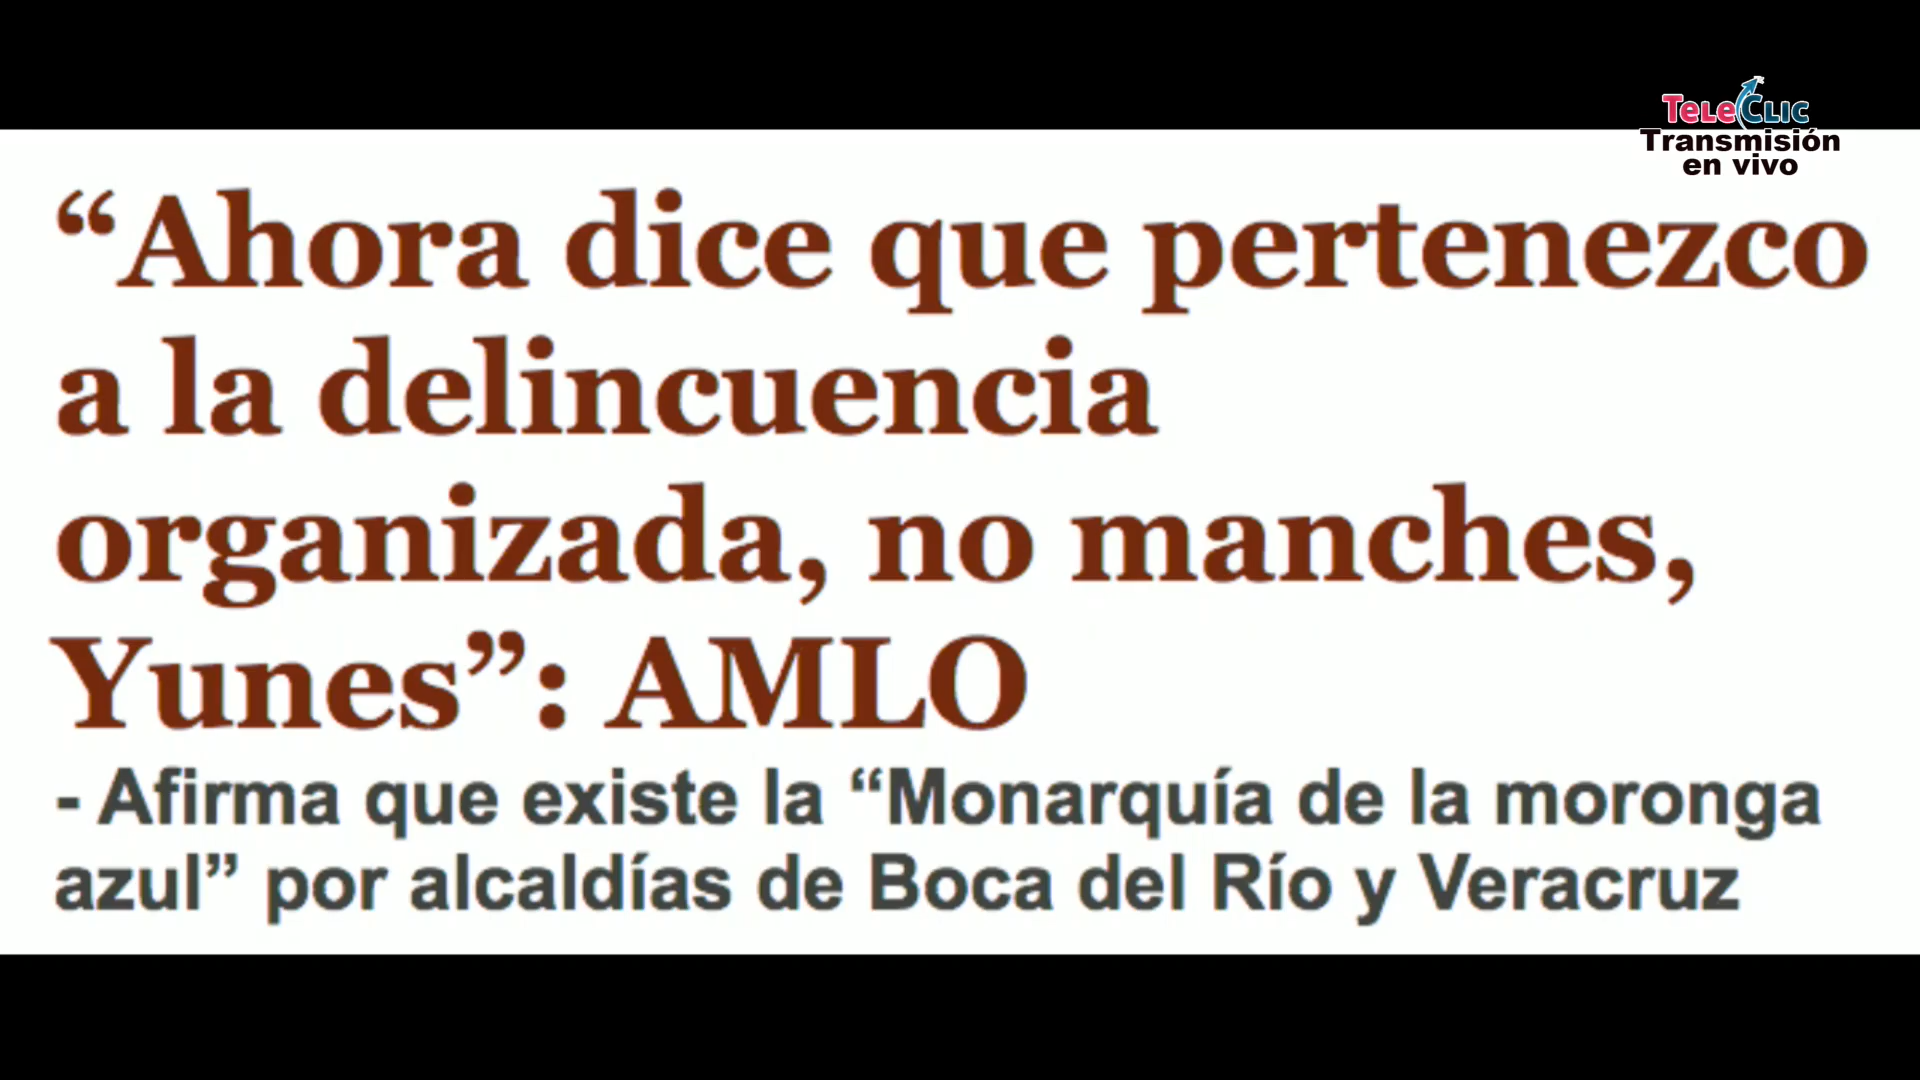 TELECLIC
Transmisión
en vivo
“Ahora dice que pertenezco
a la delincuencia
organizada, no manches,
Yunes”: AMLO
- Afirma que existe la “Monarquía de la moronga
azul” por alcaldías de Boca del Río y Veracruz